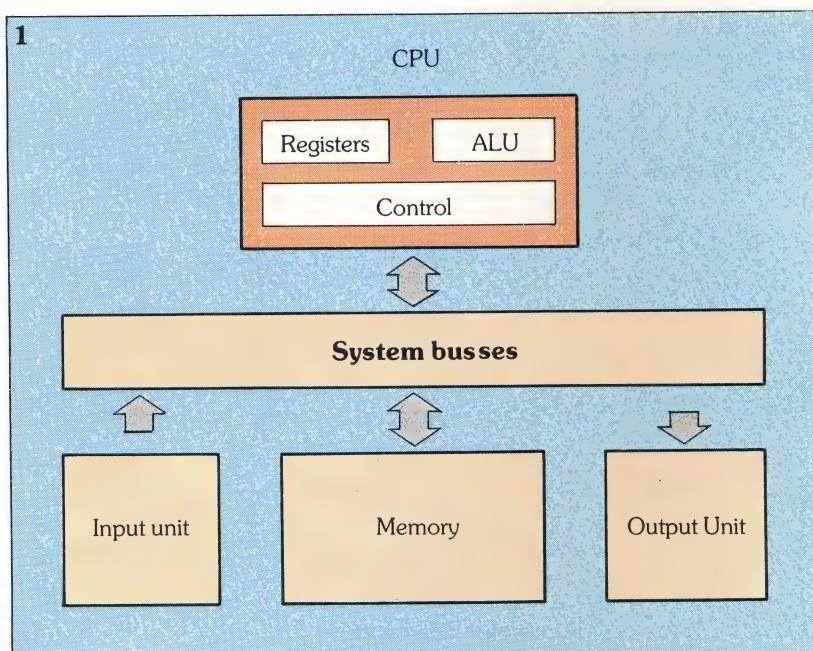 1
CPU
Registers ALU
Control
System busses
Input unit Memory Output Unit